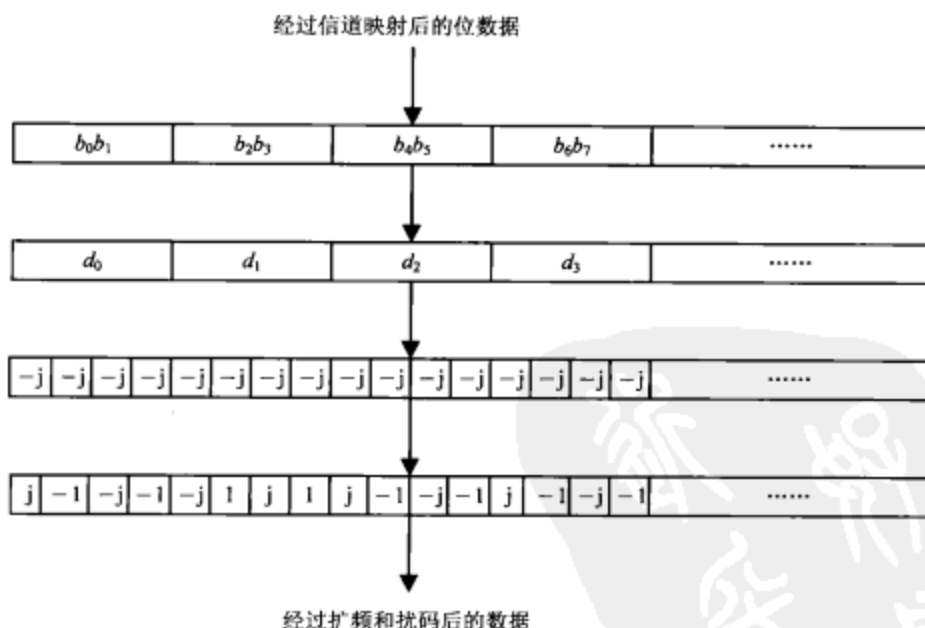 经过信道映射后的位数据
b₀b₁ b₂b₃ b₄b₅ b₆b₇ ······
d₀ d₁ d₂ d₃ ······
−j −j −j −j −j −j −j −j −j −j −j −j −j −j −j −j ······
j −1 −j −1 −j 1 j 1 j −1 −j −1 j −1 −j −1 ······
经过扩频和扰码后的数据